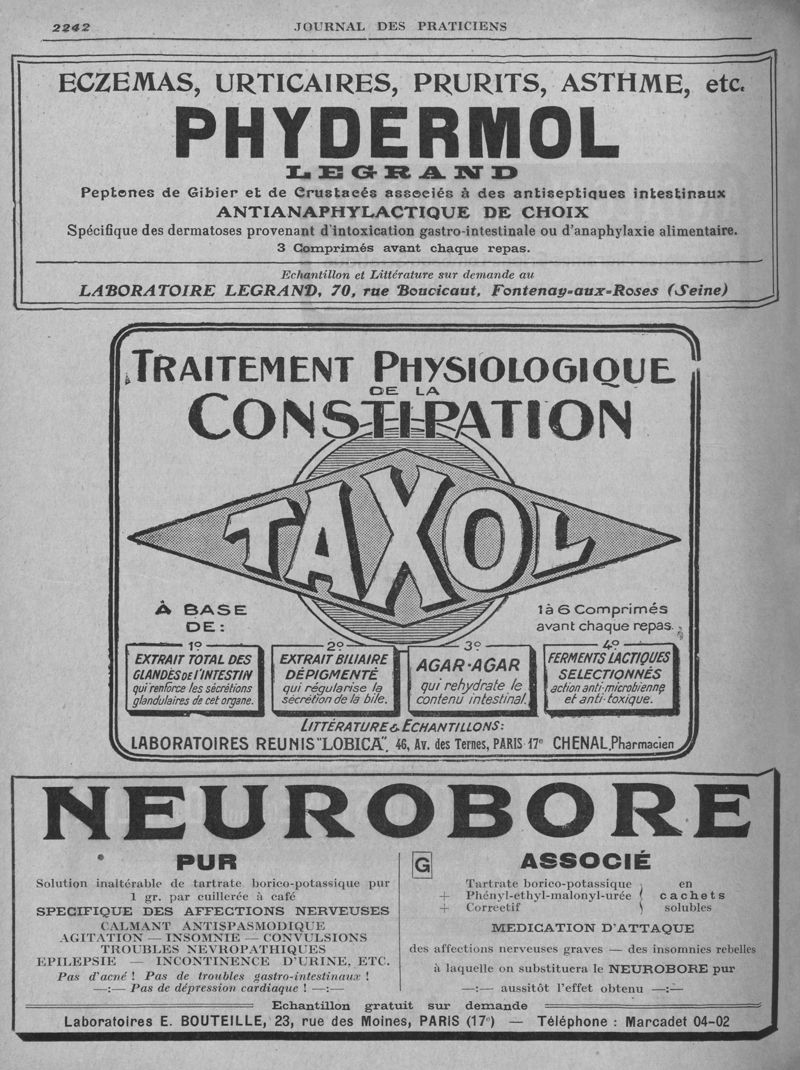 2242
JOURNAL DES PRATICIENS
ECZEMAS, URTICAIRES, PRURITS, ASTHME, etc.
PHYDERMOL
LEGRAND
Peptones de Gibier et de Crustacés associés à des antiseptiques intestinaux
ANTIANAPHYLACTIQUE DE CHOIX
Spécifique des dermatoses provenant d'intoxication gastro-intestinale ou d'anaphylaxie alimentaire.
3 Comprimés avant chaque repas.
Echantillon et Littérature sur demande au
LABORATOIRE LEGRAND, 70, rue Boucicaut, Fontenay-aux-Roses (Seine)
TRAITEMENT PHYSIOLOGIQUE
DE LA
CONSTIPATION
TAXOL
À BASE
DE:
1 à 6 Comprimés
avant chaque repas.
1º
EXTRAIT TOTAL DES
GLANDES de l'INTESTIN
qui renforce les sécrétions
glandulaires de cet organe.
2º
EXTRAIT BILIAIRE
DÉPIGMENTÉ
qui régularise la
sécrétion de la bile.
3º
AGAR-AGAR
qui rehydrate le
contenu intestinal.
4º
FERMENTS LACTIQUES
SELECTIONNÉS
action anti-microbienne
et anti-toxique.
LITTÉRATURE & ECHANTILLONS:
LABORATOIRES REUNIS "LOBICA", 46, Av. des Ternes, PARIS 17e CHENAL, Pharmacien
NEUROBORE
PUR
Solution inaltérable de tartrate borico-potassique pur
1 gr. par cuillerée à café
SPECIFIQUE DES AFFECTIONS NERVEUSES
CALMANT ANTISPASMODIQUE
AGITATION — INSOMNIE — CONVULSIONS
TROUBLES NEVROPATHIQUES
EPILEPSIE — INCONTINENCE D'URINE, ETC.
Pas d'acné ! Pas de troubles gastro-intestinaux !
—:— Pas de dépression cardiaque ! —:—
G
ASSOCIÉ
Tartrate borico-potassique
+ Phényl-ethyl-malonyl-urée
+ Correctif
en
cachets
solubles
MEDICATION D'ATTAQUE
des affections nerveuses graves — des insomnies rebelles
à laquelle on substituera le NEUROBORE pur
—:— aussitôt l'effet obtenu —:—
Echantillon gratuit sur demande
Laboratoires E. BOUTEILLE, 23, rue des Moines, PARIS (17e) — Téléphone : Marcadet 04-02